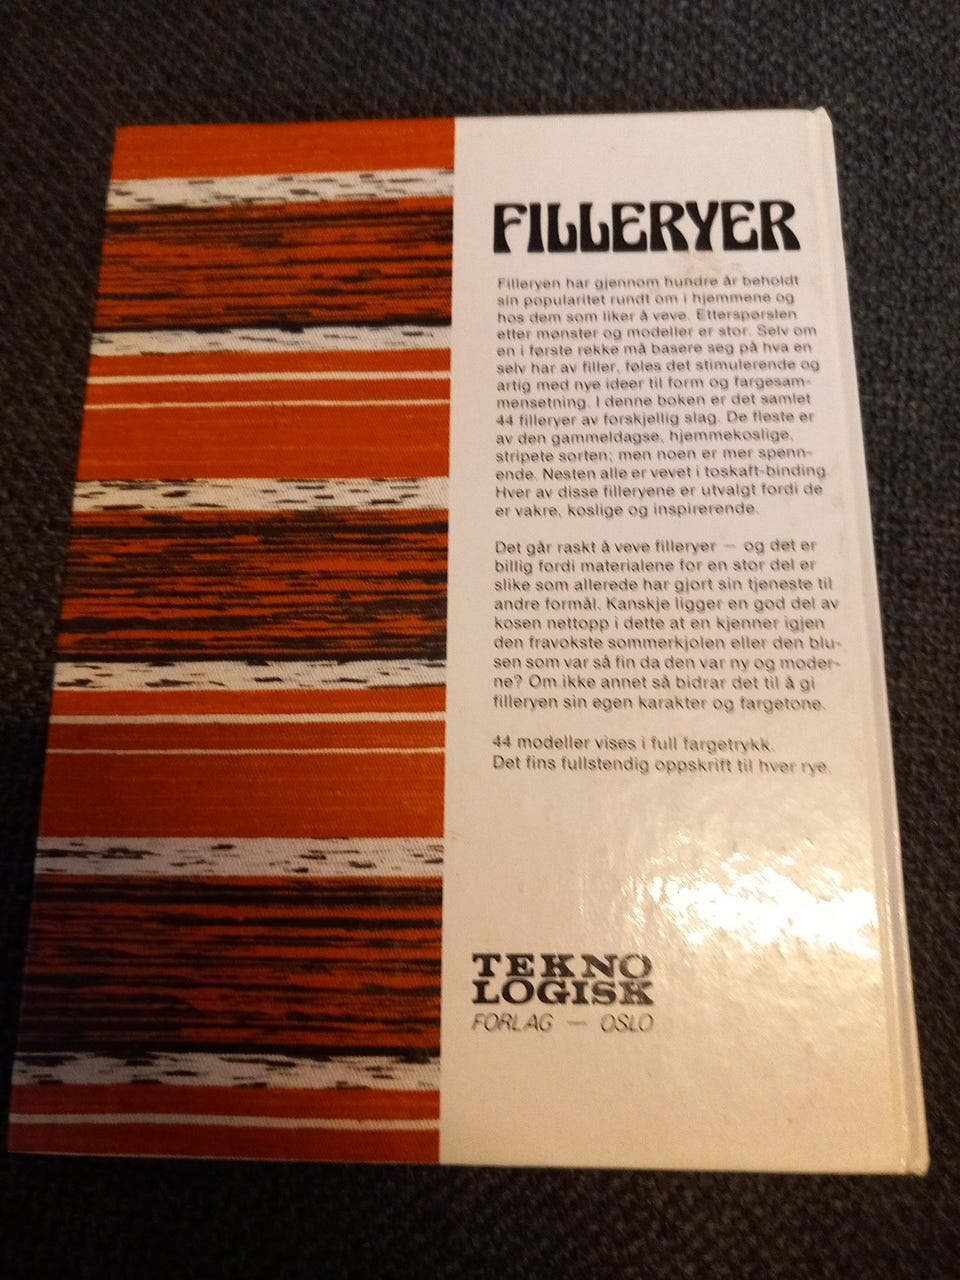 FILLERYER
Filleryen har gjennom hundre år beholdt
sin popularitet rundt om i hjemmene og
hos dem som liker å veve. Etterspørslen
etter mønster og modeller er stor. Selv om
en i første rekke må basere seg på hva en
selv har av filler, føles det stimulerende og
artig med nye ideer til form og fargesam-
mensetning. I denne boken er det samlet
44 filleryer av forskjellig slag. De fleste er
av den gammeldagse, hjemmekoslige,
stripete sorten; men noen er mer spenn-
ende. Nesten alle er vevet i toskaft-binding.
Hver av disse filleryene er utvalgt fordi de
er vakre, koslige og inspirerende.
Det går raskt å veve filleryer — og det er
billig fordi materialene for en stor del er
slike som allerede har gjort sin tjeneste til
andre formål. Kanskje ligger en god del av
kosen nettopp i dette at en kjenner igjen
den fravokste sommerkjolen eller den blu-
sen som var så fin da den var ny og moder-
ne? Om ikke annet så bidrar det til å gi
filleryen sin egen karakter og fargetone.
44 modeller vises i full fargetrykk.
Det fins fullstendig oppskrift til hver rye.
TEKNO
LOGISK
FORLAG — OSLO